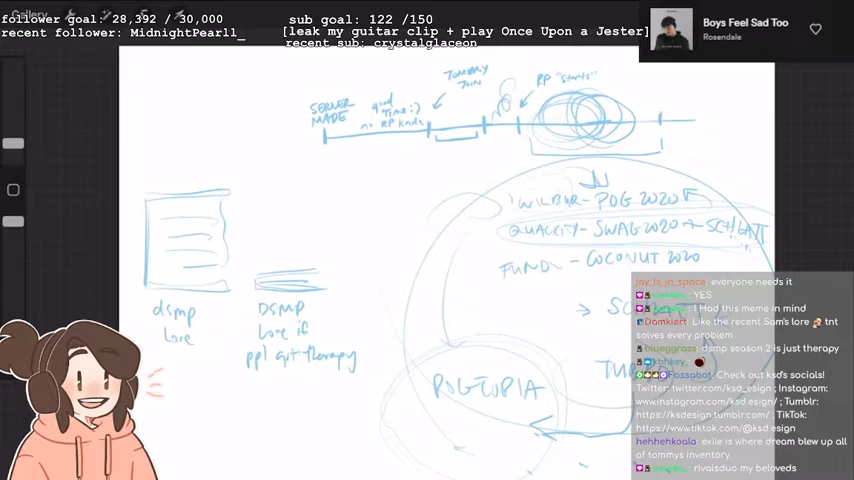 Gallery
follower goal: 28,392 / 30,000
recent follower: MidnightPearll_
sub goal: 122 /150
[leak my guitar clip + play Once Upon a Jester]
recent sub: crystalglaceon
Boys Feel Sad Too
Rosendale
SERVER
MADE
good
time :)
no RP kinda
TOMMY
JOIN
RP "starts"
WILBUR - POG 2020
QUACKITY - SWAG 2020 + SCHLATT
FUNDY - COCONUT 2020
POGTOPIA
dsmp
lore
DSMP
lore if
ppl got therapy
joy_is_in_space: everyone needs it
: YES
: I Had this meme in mind
Damkiert: Like the recent Sam's lore tnt
solves every problem
bluegrass: dsmp season 2 is just therapy
kbhkey_:
Fossabot: Check out ksd's socials!
Twitter: twitter.com/ksd_esign ; Instagram:
www.instagram.com/ksd.esign/ ; Tumblr:
https://ksdesign.tumblr.com/ ; TikTok:
https://www.tiktok.com/@ksd.esign
hehhehkoala: exile is where dream blew up all
of tommys inventory
: rivalsduo my beloveds